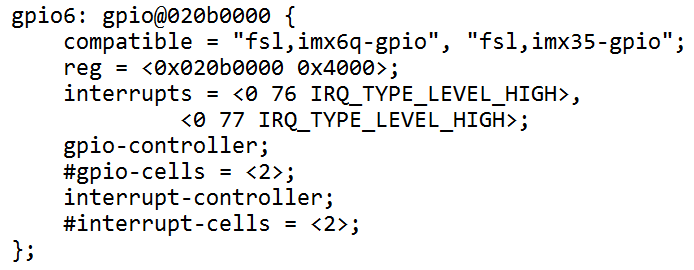 gpio6: gpio@020b0000 {
    compatible = "fsl,imx6q-gpio", "fsl,imx35-gpio";
    reg = <0x020b0000 0x4000>;
    interrupts = <0 76 IRQ_TYPE_LEVEL_HIGH>,
             <0 77 IRQ_TYPE_LEVEL_HIGH>;
    gpio-controller;
    #gpio-cells = <2>;
    interrupt-controller;
    #interrupt-cells = <2>;
};